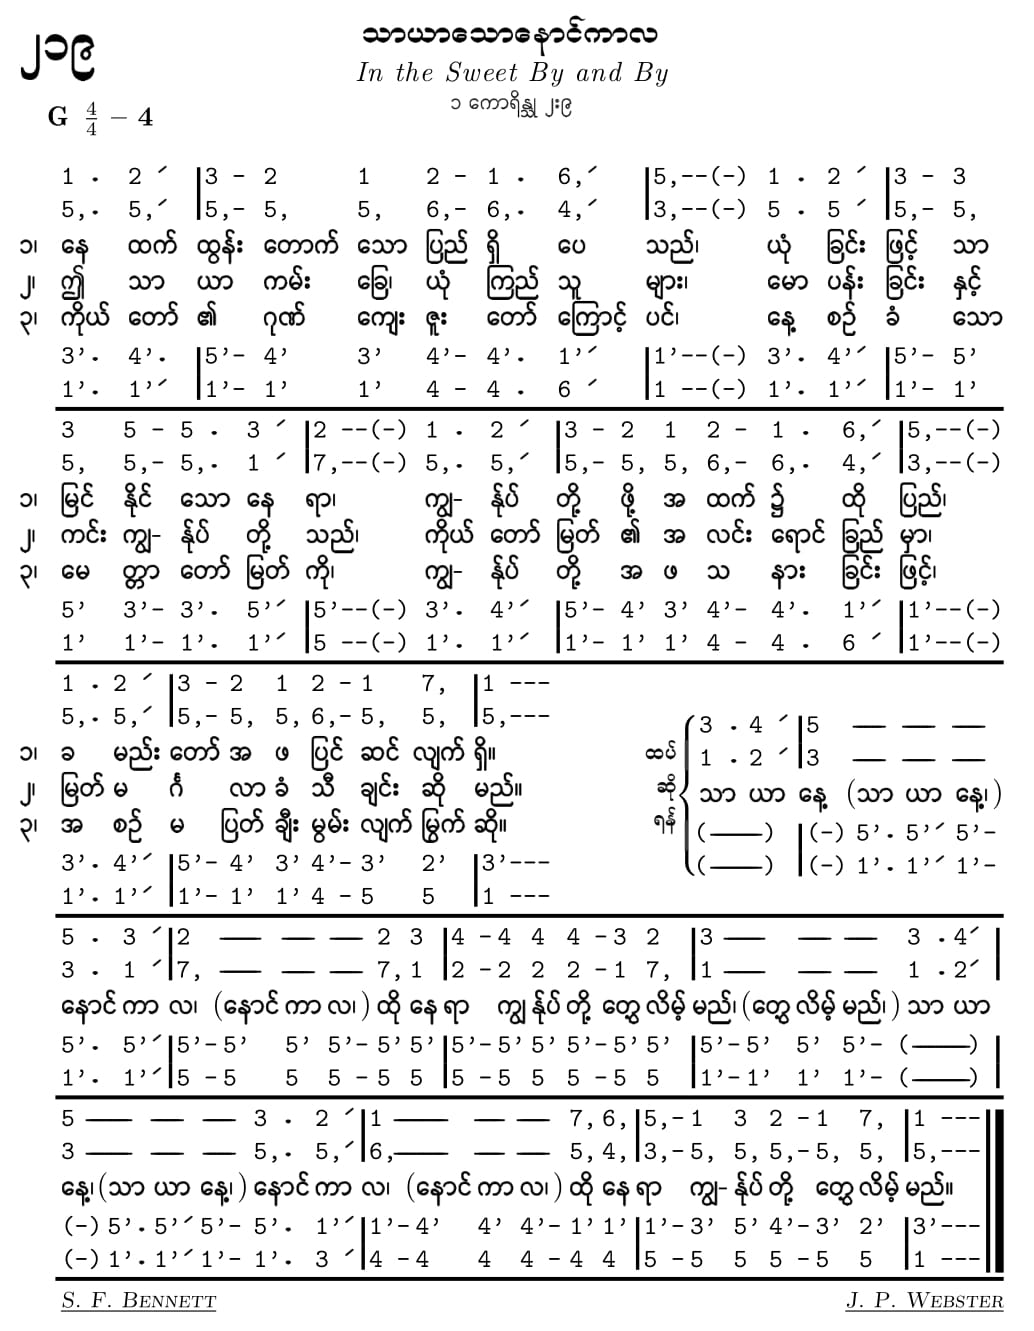 ၂၁၉
သာယာသောနောင်ကာလ
In the Sweet By and By
၁ ကောရိန္သု ၂း၉
G 4/4 – 4
1 . 2 ⁄ |3 - 2 1 2 - 1 . 6,⁄ |5,--(-) 1 . 2 ⁄ |3 - 3
5,. 5,⁄ |5,- 5, 5, 6,- 6,. 4,⁄ |3,--(-) 5 . 5 ⁄ |5,- 5,
၁၊ နေ ထက် ထွန်း တောက် သော ပြည် ရှိ ပေ သည်၊ ယုံ ခြင်း ဖြင့် သာ
၂၊ ဤ သာ ယာ ကမ်း ခြေ၊ ယုံ ကြည် သူ များ၊ မော ပန်း ခြင်း နှင့်
၃၊ ကိုယ် တော် ၏ ဂုဏ် ကျေး ဇူး တော် ကြောင့် ပင်၊ နေ့ စဉ် ခံ သော
3’. 4’. |5’- 4’ 3’ 4’- 4’. 1’⁄ |1’--(-) 3’. 4’⁄ |5’- 5’
1’. 1’⁄ |1’- 1’ 1’ 4 - 4 . 6 ⁄ |1 --(-) 1’. 1’⁄ |1’- 1’
3 5 - 5 . 3 ⁄ |2 --(-) 1 . 2 ⁄ |3 - 2 1 2 - 1 . 6,⁄ |5,--(-)
5, 5,- 5,. 1 ⁄ |7,--(-) 5,. 5,⁄ |5,- 5, 5, 6,- 6,. 4,⁄ |3,--(-)
၁၊ မြင် နိုင် သော နေ ရာ၊ ကျွ- န်ုပ် တို့ ဖို့ အ ထက် ၌ ထို ပြည်၊
၂၊ ကင်း ကျွ- န်ုပ် တို့ သည်၊ ကိုယ် တော် မြတ် ၏ အ လင်း ရောင် ခြည် မှာ၊
၃၊ မေ တ္တာ တော် မြတ် ကို၊ ကျွ- န်ုပ် တို့ အ ဖ သ နား ခြင်း ဖြင့်၊
5’ 3’- 3’. 5’⁄ |5’--(-) 3’. 4’⁄ |5’- 4’ 3’ 4’- 4’. 1’⁄ |1’--(-)
1’ 1’- 1’. 1’⁄ |5 --(-) 1’. 1’⁄ |1’- 1’ 1’ 4 - 4 . 6 ⁄ |1’--(-)
1 . 2 ⁄ |3 - 2 1 2 - 1 7, |1 ---
5,. 5,⁄ |5,- 5, 5, 6,- 5, 5, |5,---
၁၊ ခ မည်း တော် အ ဖ ပြင် ဆင် လျက် ရှိ။
၂၊ မြတ် မ င်္ဂ လာ ခံ သီ ချင်း ဆို မည်။
၃၊ အ စဉ် မ ပြတ် ချီး မွမ်း လျက် မြွက် ဆို။
3’. 4’⁄ |5’- 4’ 3’ 4’- 3’ 2’ |3’---
1’. 1’⁄ |1’- 1’ 1’ 4 - 5 5 |1 ---
ထပ်
ဆို
ရန်
3 . 4 ⁄ |5 — — —
1 . 2 ⁄ |3 — — —
သာ ယာ နေ့ (သာ ယာ နေ့၊)
(——) |(-) 5’. 5’⁄ 5’-
(——) |(-) 1’. 1’⁄ 1’-
5 . 3 ⁄ |2 — — — 2 3 |4 - 4 4 4 - 3 2 |3 — — — 3 . 4⁄ |
3 . 1 ⁄ |7, — — — 7, 1 |2 - 2 2 2 - 1 7, |1 — — — 1 . 2⁄ |
နောင် ကာ လ၊ (နောင် ကာ လ၊) ထို နေ ရာ ကျွ န်ုပ် တို့ တွေ့ လိမ့် မည်၊ (တွေ့ လိမ့် မည်၊) သာ ယာ
5’. 5’⁄ |5’- 5’ 5’ 5’- 5’ 5’ |5’- 5’ 5’ 5’- 5’ 5’ |5’- 5’ 5’ 5’- (——) |
1’. 1’⁄ |5 - 5 5 5 - 5 5 |5 - 5 5 5 - 5 5 |1’- 1’ 1’ 1’- (——) |
5 — — — 3 . 2 ⁄ |1 — — — 7, 6, |5,- 1 3 2 - 1 7, |1 ---
3 — — — 5,. 5,⁄ |6, — — — 5, 4, |3,- 5, 5, 5,- 5, 5, |5,---
နေ့၊ (သာ ယာ နေ့၊) နောင် ကာ လ၊ (နောင် ကာ လ၊) ထို နေ ရာ ကျွ- န်ုပ် တို့ တွေ့ လိမ့် မည်။
(-) 5’. 5’⁄ 5’- 5’. 1’⁄ |1’- 4’ 4’ 4’- 1’ 1’ |1’- 3’ 5’ 4’- 3’ 2’ |3’---
(-) 1’. 1’⁄ 1’- 1’. 3 ⁄ |4 - 4 4 4 - 4 4 |5 - 5 5 5 - 5 5 |1 ---
S. F. BENNETT
J. P. WEBSTER